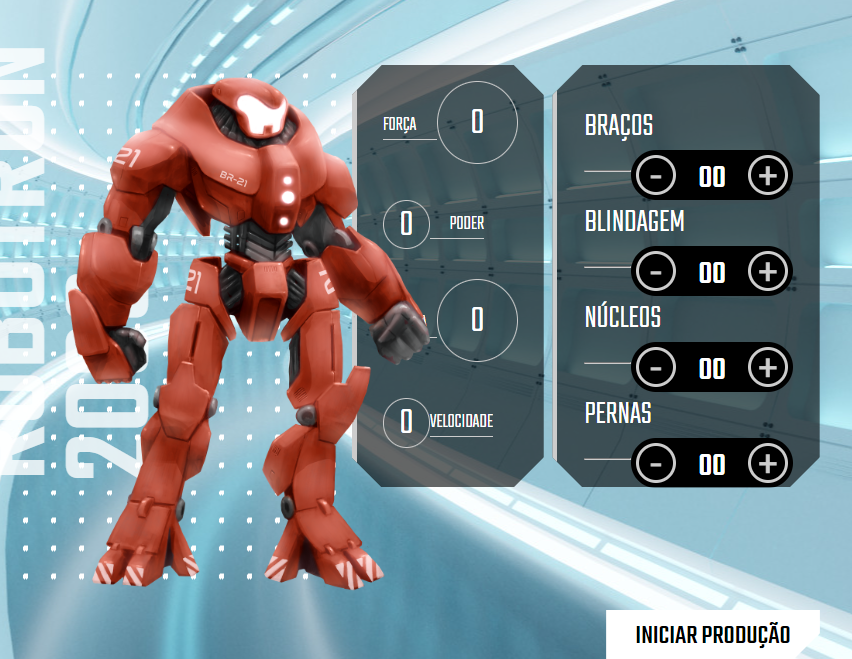 ROBOTRON
21
BR-21
21
FORÇA
0
0
PODER
0
0
VELOCIDADE
BRAÇOS
- 00 +
BLINDAGEM
- 00 +
NÚCLEOS
- 00 +
PERNAS
- 00 +
INICIAR PRODUÇÃO